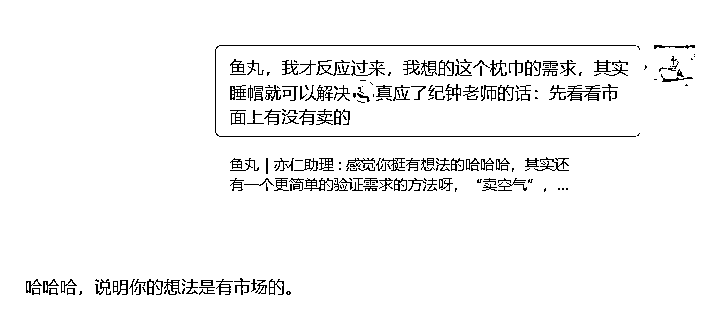 鱼丸，我才反应过来，我想的这个枕巾的需求，其实
睡帽就可以解决 真应了纪钟老师的话：先看看市
面上有没有卖的
鱼丸 | 亦仁助理：感觉你挺有想法的哈哈哈，其实还
有一个更简单的验证需求的方法呀，“卖空气”，...
哈哈哈，说明你的想法是有市场的。